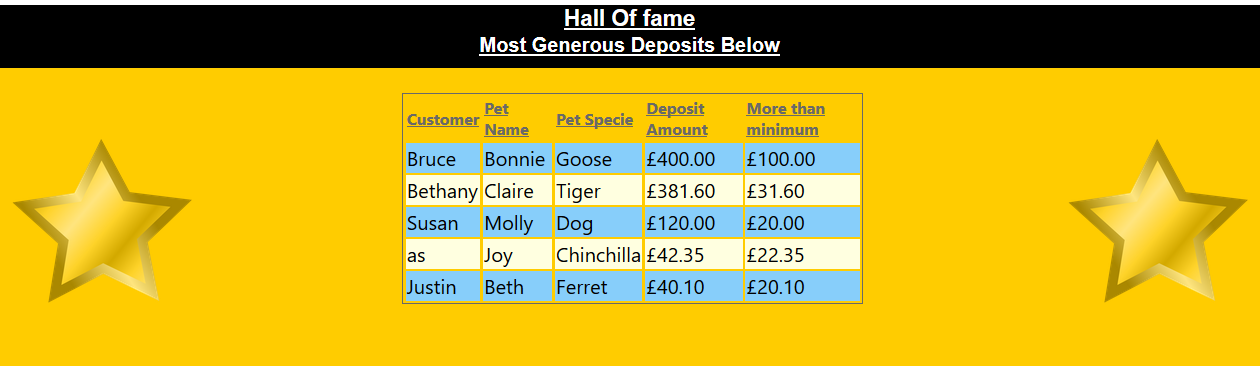 Hall Of fame
Most Generous Deposits Below
Customer Pet Name Pet Specie Deposit Amount More than minimum
Bruce Bonnie Goose £400.00 £100.00
Bethany Claire Tiger £381.60 £31.60
Susan Molly Dog £120.00 £20.00
as Joy Chinchilla £42.35 £22.35
Justin Beth Ferret £40.10 £20.10